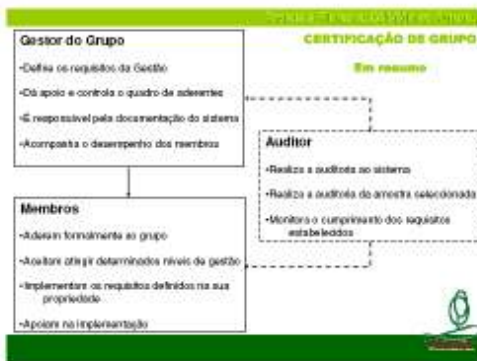 CERTIFICAÇÃO DE GRUPO
Em resumo
Gestor do Grupo
•Define os requisitos da Gestão
•Dá apoio e controla o quadro de aderentes
•É responsável pela documentação do sistema
•Acompanha o desempenho dos membros
Auditor
•Realiza a auditoria ao sistema
•Realiza a auditoria da amostra seleccionada
•Monitora o cumprimento dos requisitos
estabelecidos
Membros
•Aderem formalmente ao grupo
•Aceitam atingir determinados níveis de gestão
•Implementam os requisitos definidos na sua
propriedade
•Apoiam na implementação